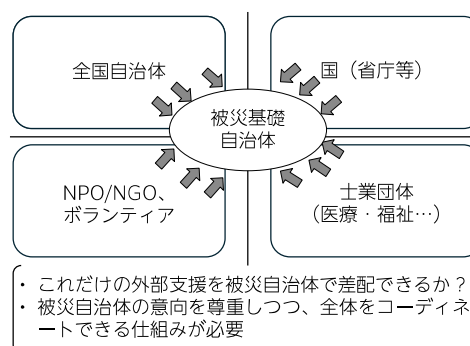 全国自治体
国（省庁等）
被災基礎
自治体
NPO/NGO、
ボランティア
士業団体
（医療・福祉…）
・ これだけの外部支援を被災自治体で差配できるか？
・ 被災自治体の意向を尊重しつつ、全体をコーディネ
ートできる仕組みが必要